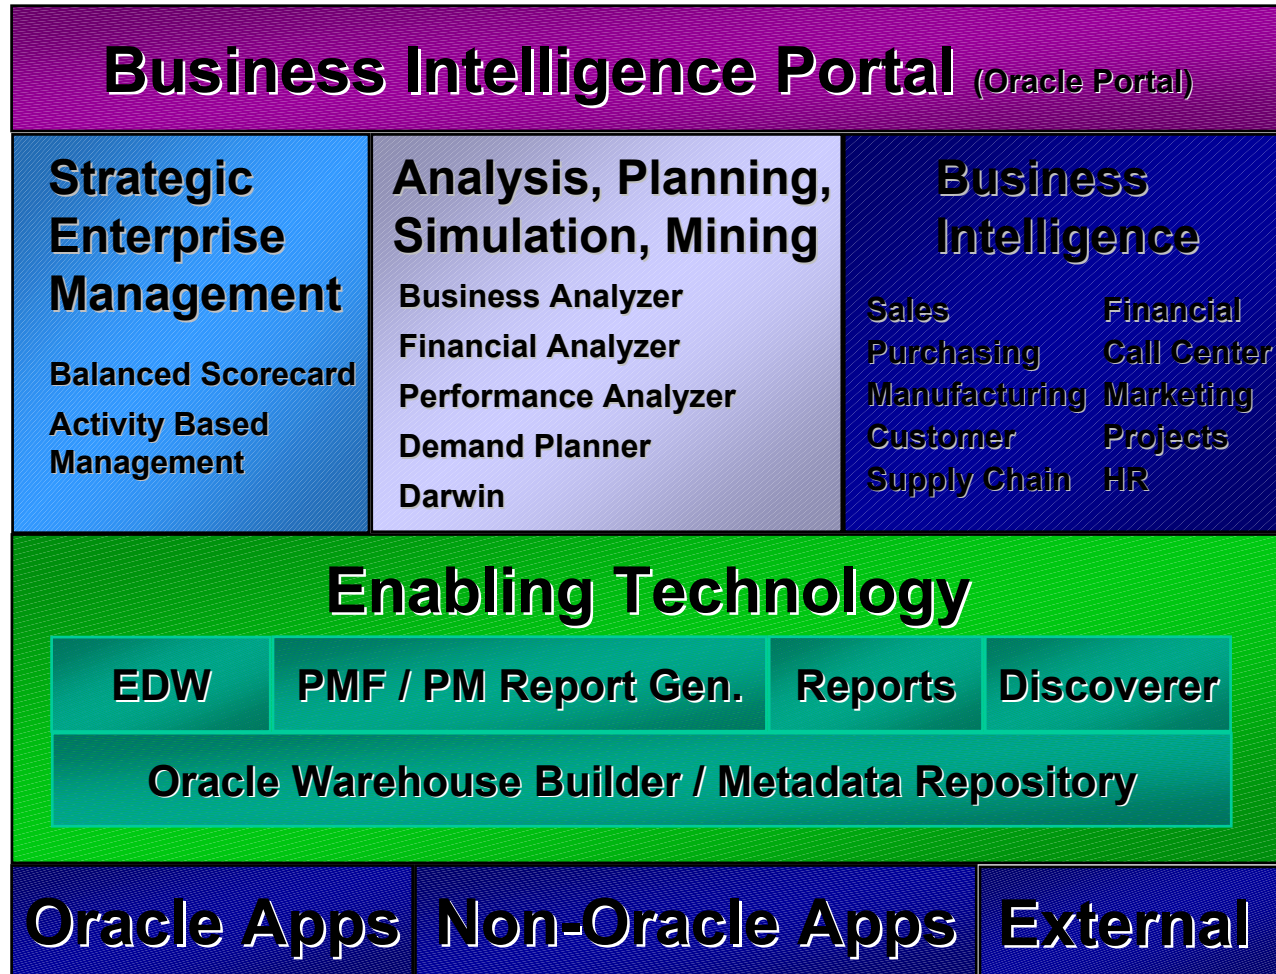 Business Intelligence Portal (Oracle Portal)
Strategic
Enterprise
Management
Balanced Scorecard
Activity Based
Management
Analysis, Planning,
Simulation, Mining
Business Analyzer
Financial Analyzer
Performance Analyzer
Demand Planner
Darwin
Business
Intelligence
Sales
Purchasing
Manufacturing
Customer
Supply Chain
Financial
Call Center
Marketing
Projects
HR
Enabling Technology
EDW
PMF / PM Report Gen.
Reports
Discoverer
Oracle Warehouse Builder / Metadata Repository
Oracle Apps
Non-Oracle Apps
External